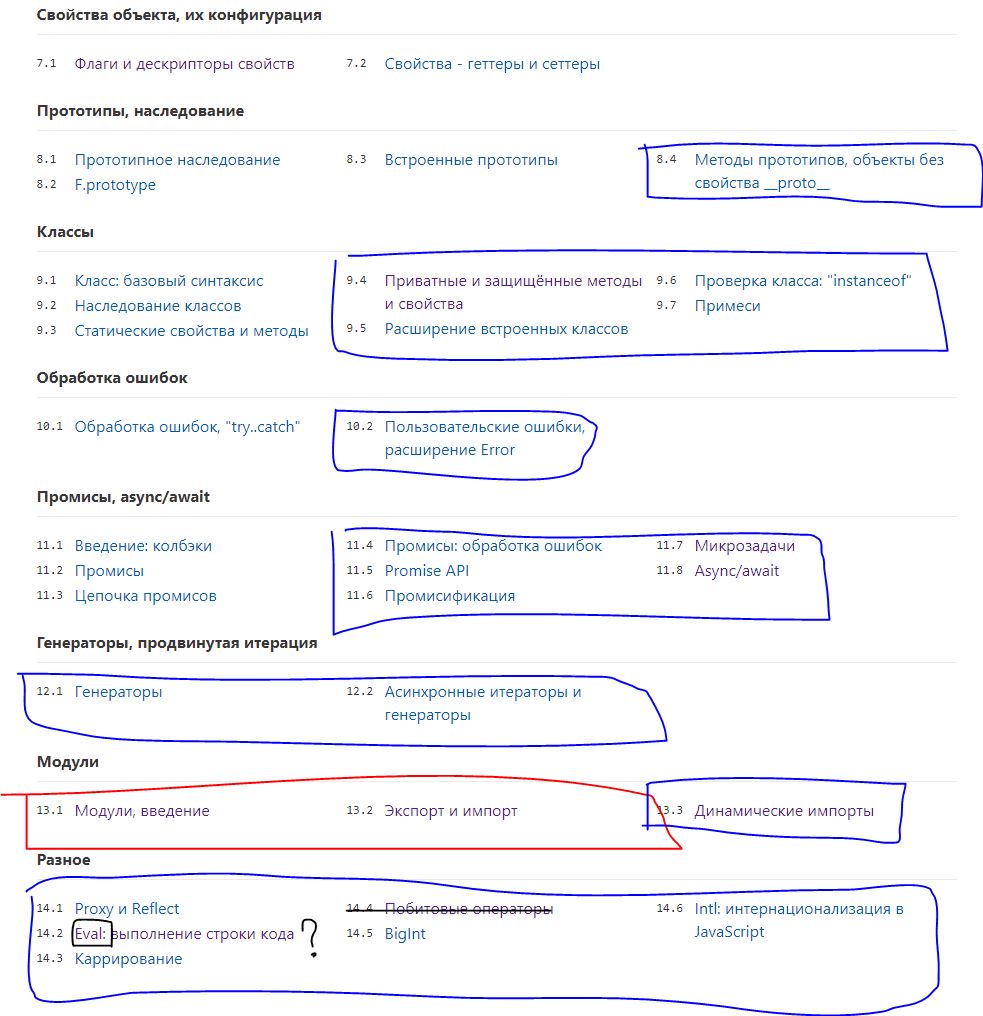 Свойства объекта, их конфигурация
7.1 Флаги и дескрипторы свойств 7.2 Свойства - геттеры и сеттеры
Прототипы, наследование
8.1 Прототипное наследование 8.3 Встроенные прототипы 8.4 Методы прототипов, объекты без
8.2 F.prototype свойства __proto__
Классы
9.1 Класс: базовый синтаксис 9.4 Приватные и защищённые методы 9.6 Проверка класса: "instanceof"
9.2 Наследование классов и свойства 9.7 Примеси
9.3 Статические свойства и методы 9.5 Расширение встроенных классов
Обработка ошибок
10.1 Обработка ошибок, "try..catch" 10.2 Пользовательские ошибки,
расширение Error
Промисы, async/await
11.1 Введение: колбэки 11.4 Промисы: обработка ошибок 11.7 Микрозадачи
11.2 Промисы 11.5 Promise API 11.8 Async/await
11.3 Цепочка промисов 11.6 Промисификация
Генераторы, продвинутая итерация
12.1 Генераторы 12.2 Асинхронные итераторы и
генераторы
Модули
13.1 Модули, введение 13.2 Экспорт и импорт 13.3 Динамические импорты
Разное
14.1 Proxy и Reflect 14.4 Побитовые операторы 14.6 Intl: интернационализация в
14.2 Eval: выполнение строки кода ? 14.5 BigInt JavaScript
14.3 Каррирование